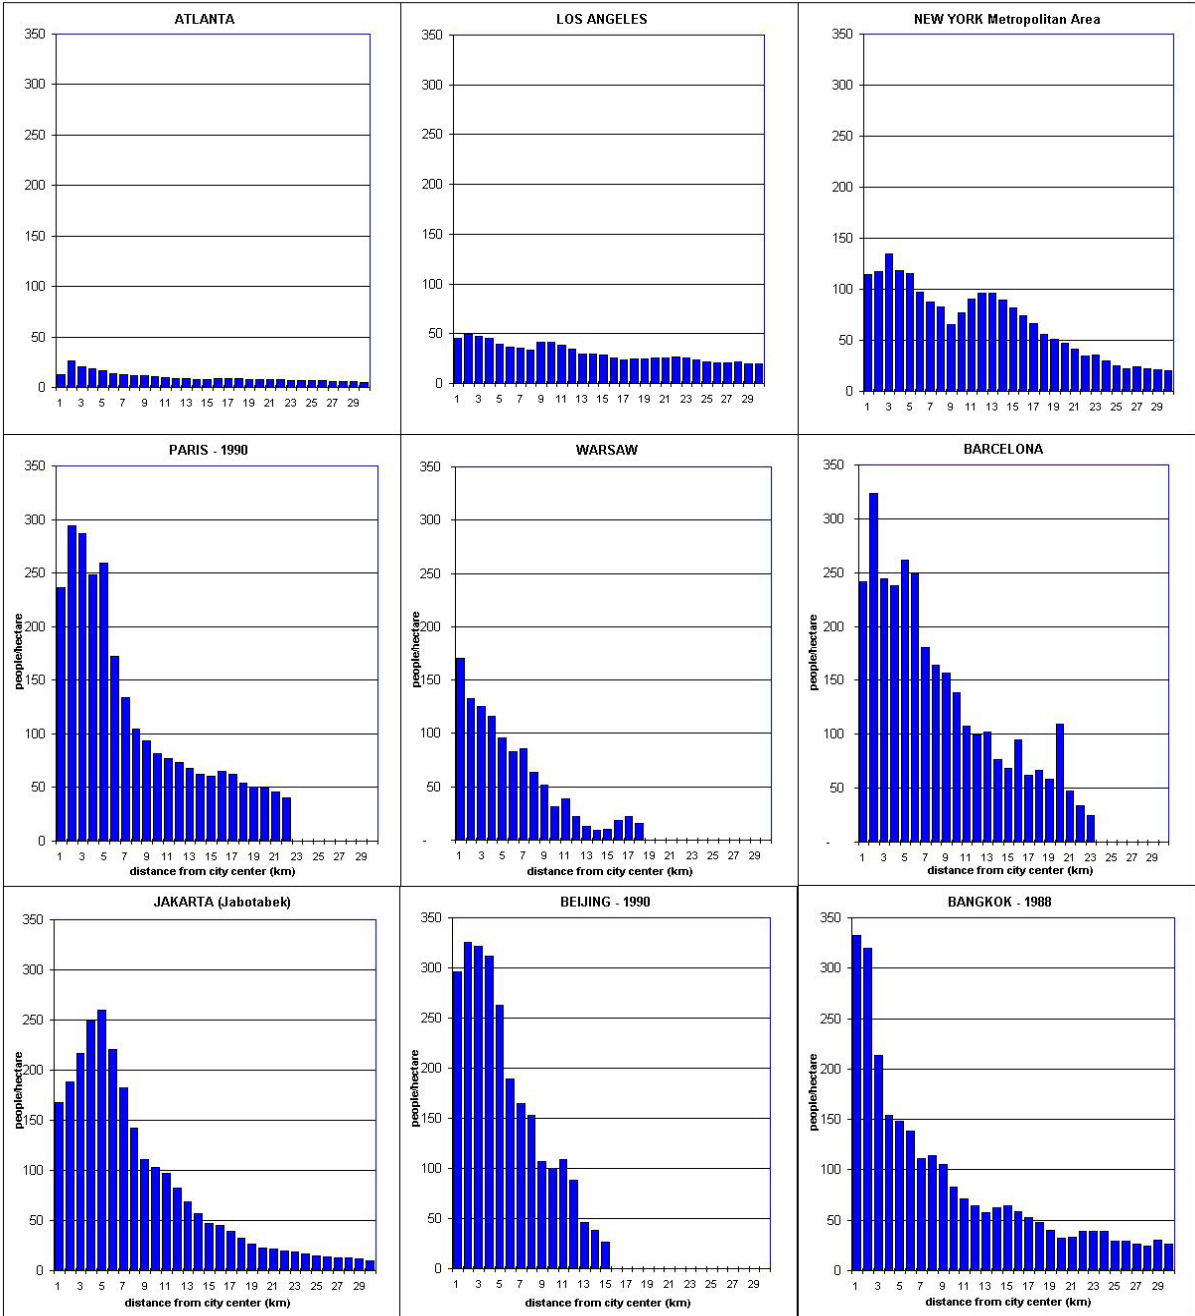 ATLANTA
350
300
250
200
150
100
50
0
1 3 5 7 9 11 13 15 17 19 21 23 25 27 29
LOS ANGELES
350
300
250
200
150
100
50
0
1 3 5 7 9 11 13 15 17 19 21 23 25 27 29
NEW YORK Metropolitan Area
350
300
250
200
150
100
50
0
1 3 5 7 9 11 13 15 17 19 21 23 25 27 29
PARIS - 1990
people/hectare
350
300
250
200
150
100
50
0
1 3 5 7 9 11 13 15 17 19 21 23 25 27 29
distance from city center (km)
WARSAW
people/hectare
350
300
250
200
150
100
50
-
1 3 5 7 9 11 13 15 17 19 21 23 25 27 29
distance from city center (km)
BARCELONA
people/hectare
350
300
250
200
150
100
50
-
1 3 5 7 9 11 13 15 17 19 21 23 25 27 29
distance from city center (km)
JAKARTA (Jabotabek)
people/hectare
350
300
250
200
150
100
50
0
1 3 5 7 9 11 13 15 17 19 21 23 25 27 29
distance from city center (km)
BEIJING - 1990
people/hectare
350
300
250
200
150
100
50
0
1 3 5 7 9 11 13 15 17 19 21 23 25 27 29
distance from city center (km)
BANGKOK - 1988
people/hectare
350
300
250
200
150
100
50
0
1 3 5 7 9 11 13 15 17 19 21 23 25 27 29
distance from city center (km)